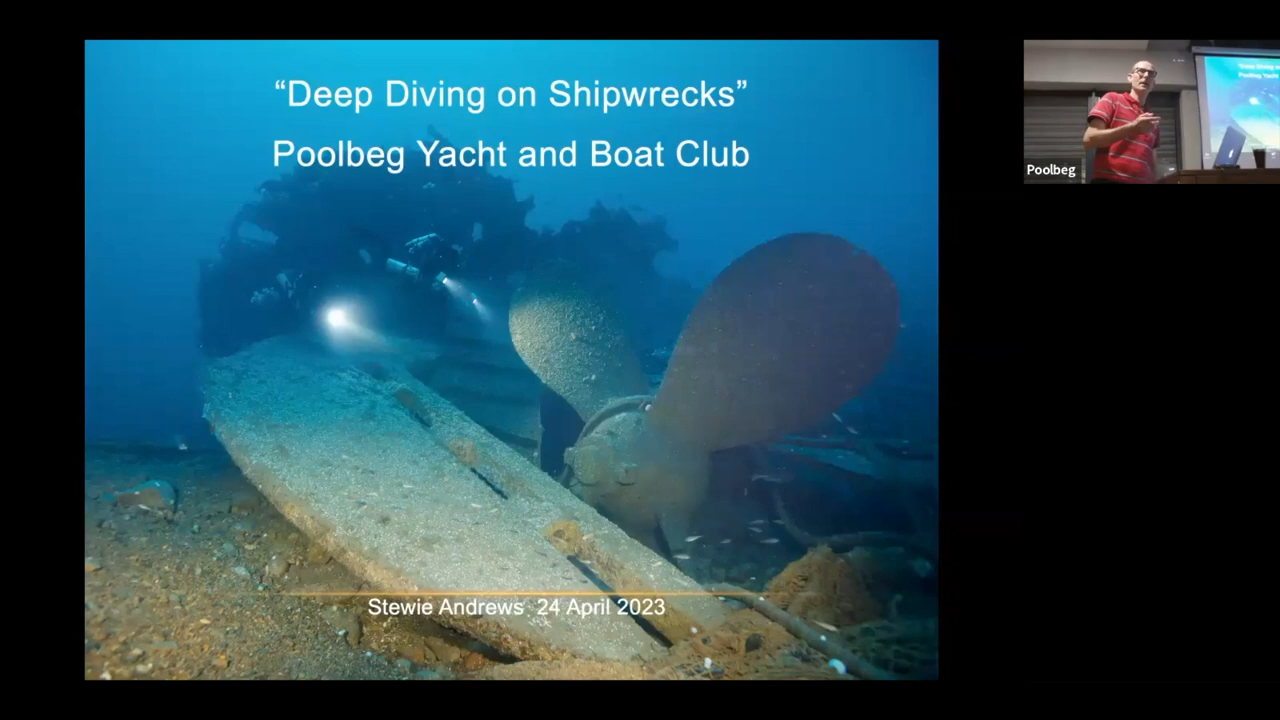 “Deep Diving on Shipwrecks”
Poolbeg Yacht and Boat Club
Stewie Andrews 24 April 2023
Poolbeg